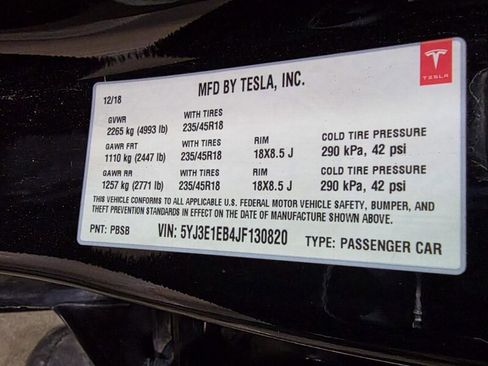 MFD BY TESLA, INC.
TESLA
12/18
GVWR WITH TIRES
2265 kg (4993 lb) 235/45R18
GAWR FRT WITH TIRES RIM COLD TIRE PRESSURE
1110 kg (2447 lb) 235/45R18 18X8.5 J 290 kPa, 42 psi
GAWR RR WITH TIRES RIM COLD TIRE PRESSURE
1257 kg (2771 lb) 235/45R18 18X8.5 J 290 kPa, 42 psi
THIS VEHICLE CONFORMS TO ALL APPLICABLE U.S. FEDERAL MOTOR VEHICLE SAFETY, BUMPER, AND
THEFT PREVENTION STANDARDS IN EFFECT ON THE DATE OF MANUFACTURE SHOWN ABOVE.
PNT: PBSB VIN: 5YJ3E1EB4JF130820 TYPE: PASSENGER CAR